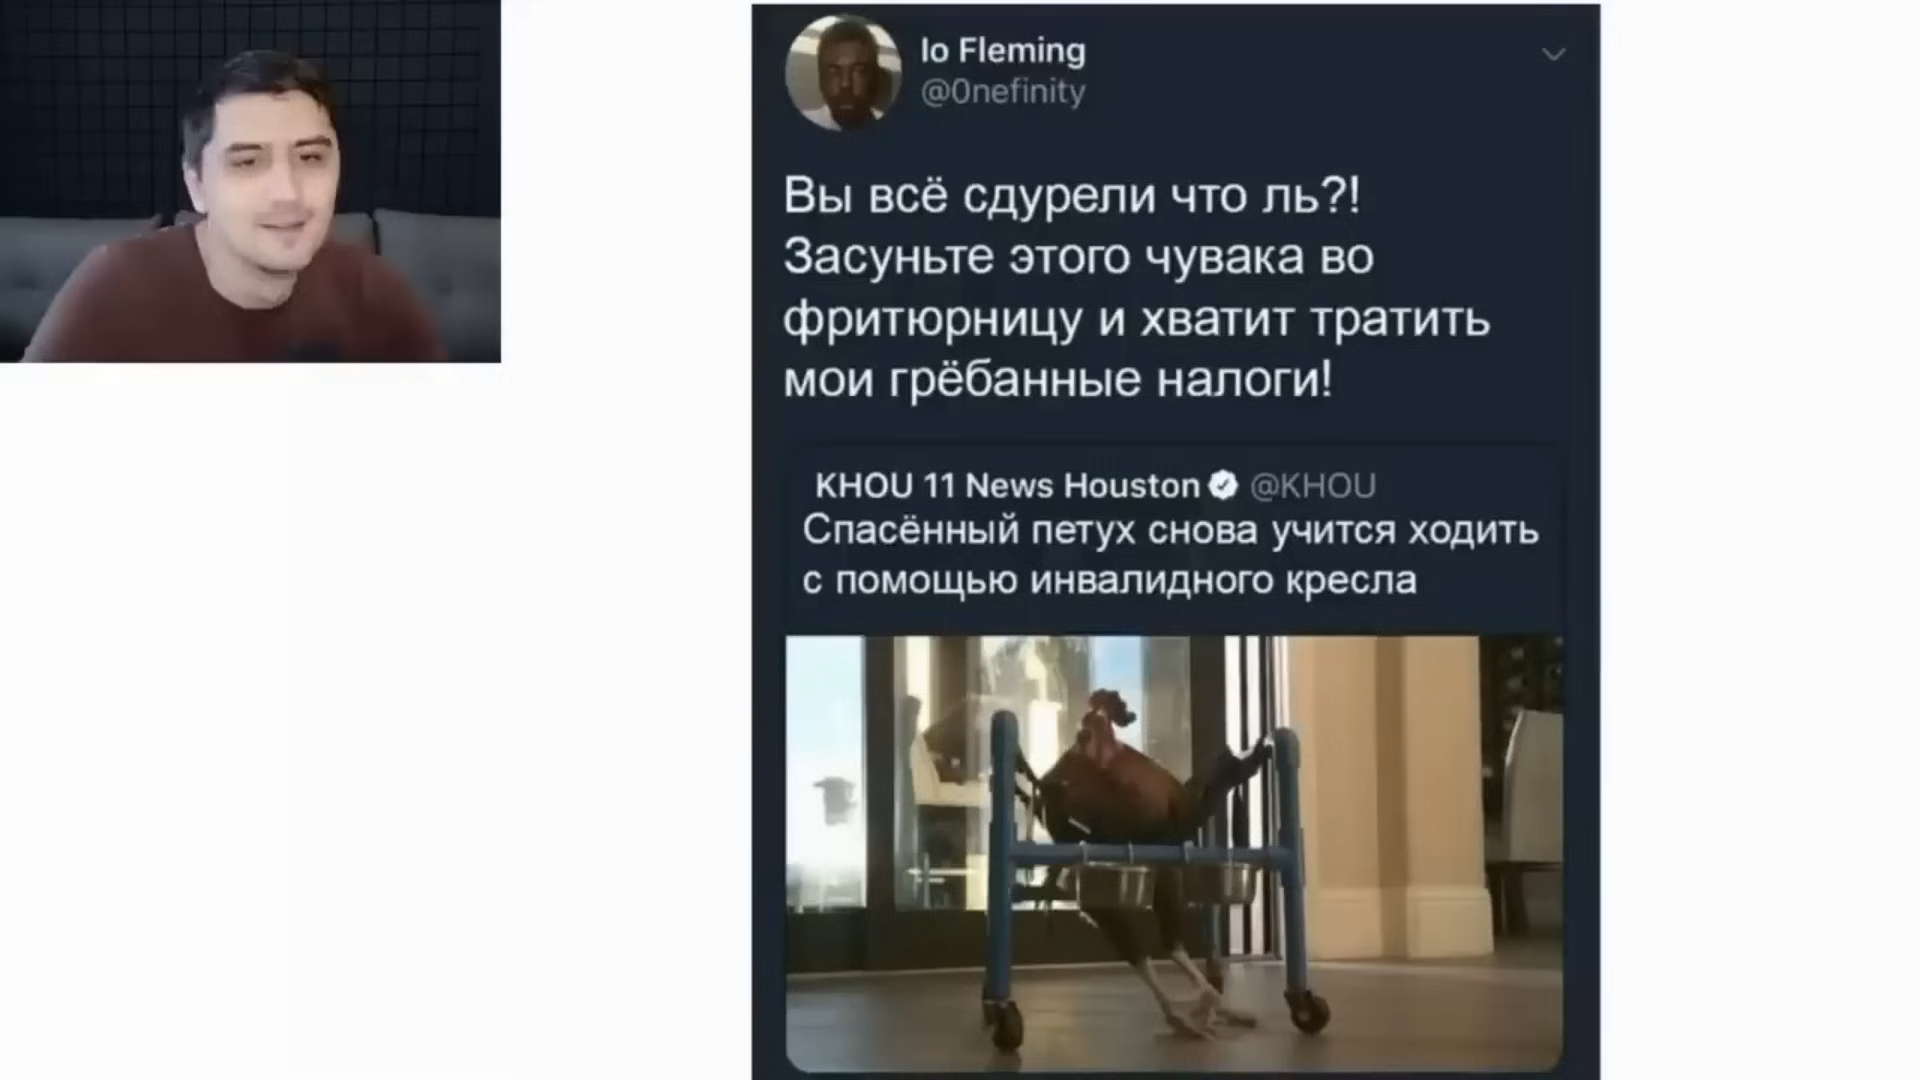 Io Fleming
@0nefinity
Вы всё сдурели что ль?!
Засуньте этого чувака во
фритюрницу и хватит тратить
мои грёбанные налоги!
KHOU 11 News Houston @KHOU
Спасённый петух снова учится ходить
с помощью инвалидного кресла